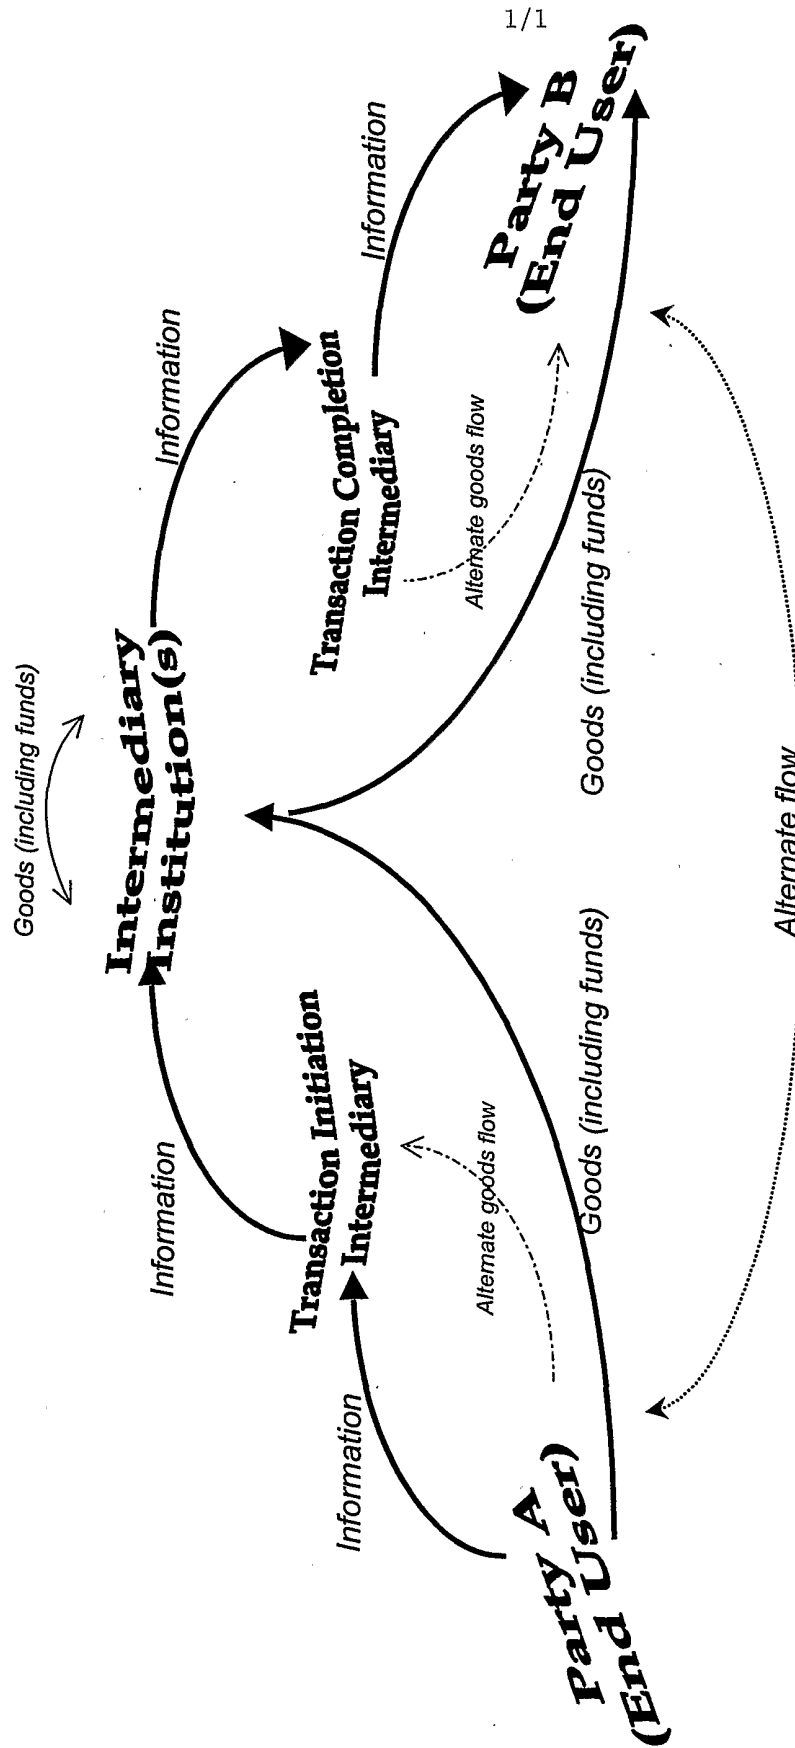 1/1
Goods (including funds)
Intermediary
Institution(s)
Information
Information
Transaction Initiation
Intermediary
Transaction Completion
Intermediary
Information
Information
Alternate goods flow
Alternate goods flow
Party A
(End User)
Party B
(End User)
Goods (including funds)
Goods (including funds)
Alternate flow